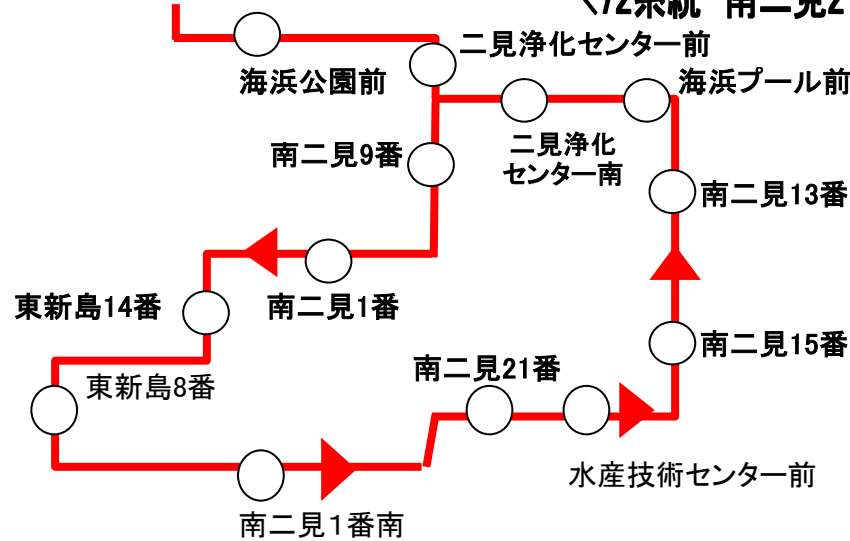 南二見2
二見浄化センター前
海浜公園前
海浜プール前
南二見9番
二見浄化
センター南
南二見13番
東新島14番
南二見1番
南二見15番
南二見21番
東新島8番
水産技術センター前
南二見1番南